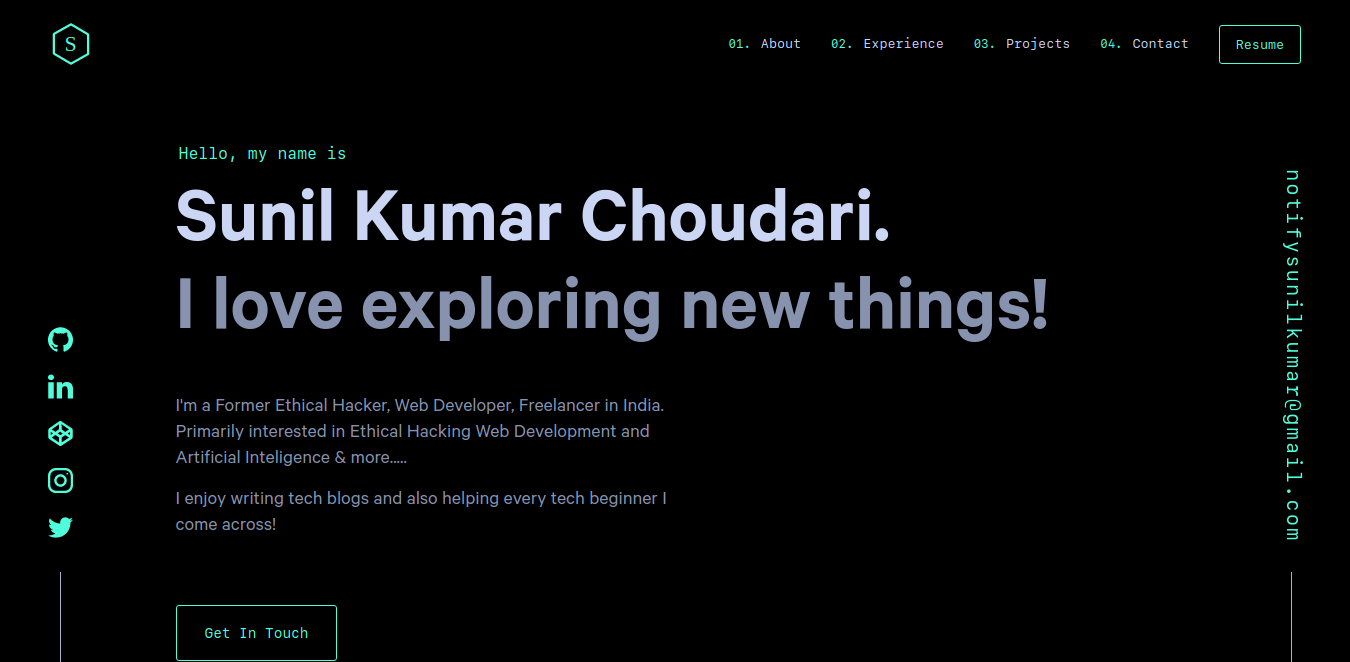 S
01. About 02. Experience 03. Projects 04. Contact Resume
Hello, my name is
Sunil Kumar Choudari.
I love exploring new things!
I'm a Former Ethical Hacker, Web Developer, Freelancer in India.
Primarily interested in Ethical Hacking Web Development and
Artificial Inteligence & more.....
I enjoy writing tech blogs and also helping every tech beginner I
come across!
Get In Touch
in
notifysunilkumar@gmail.com